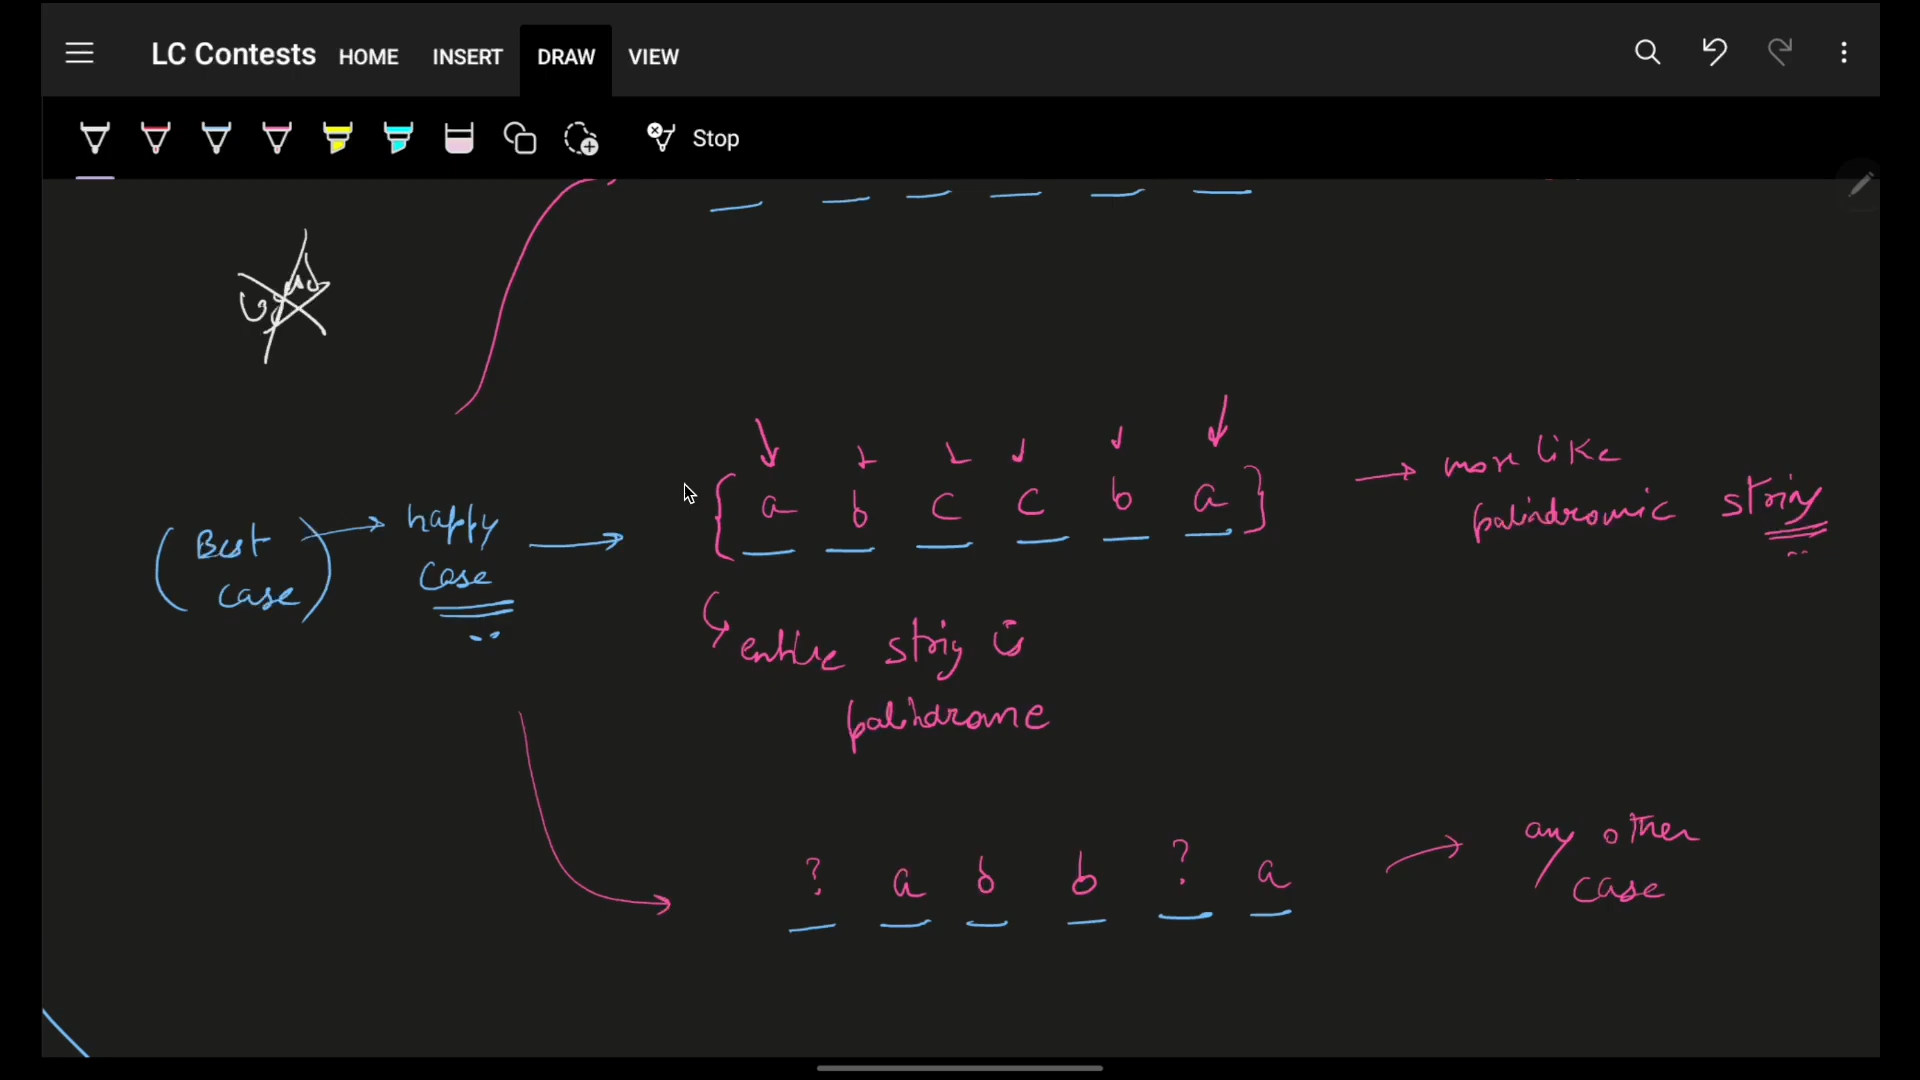 LC Contests HOME INSERT DRAW VIEW
Stop
a b c c b a
more like
palindromic string
(Best
case)
happy
case
entire string is
palindrome
? a b b ? a
any other
case